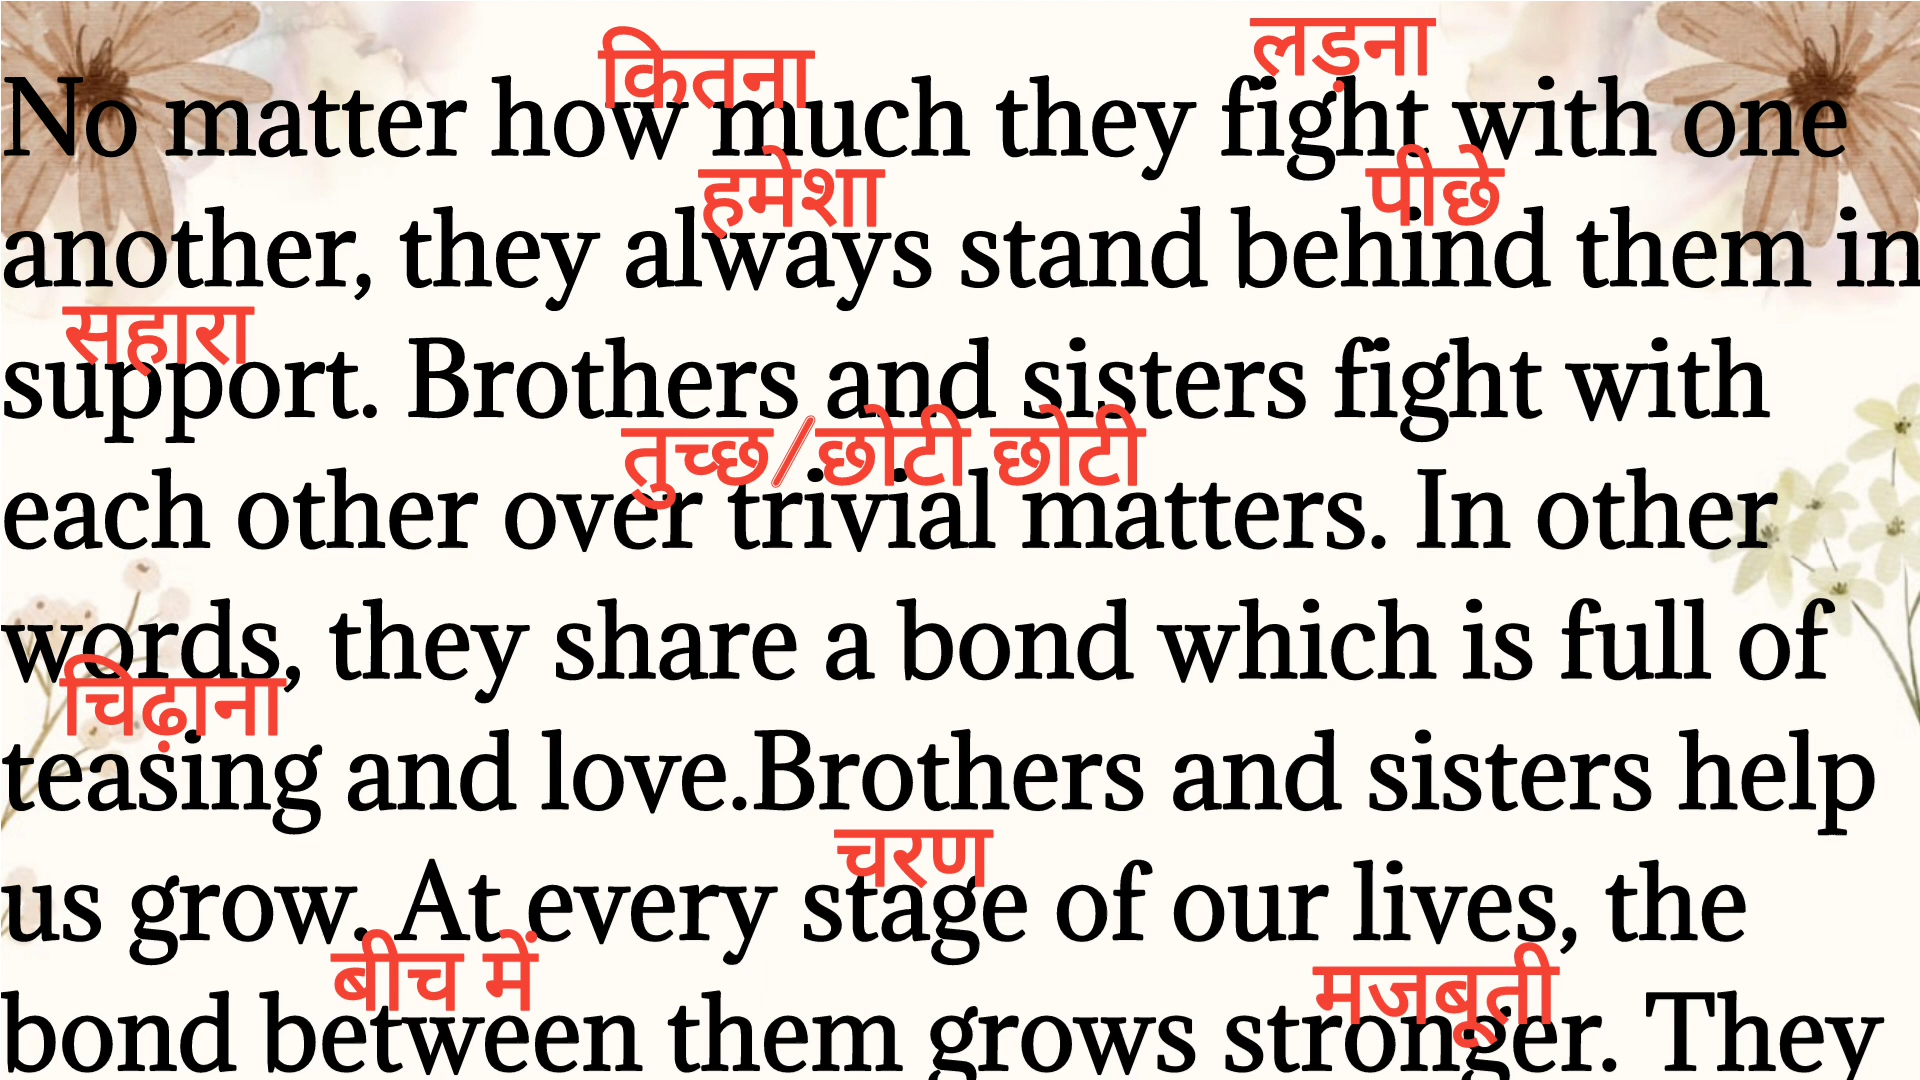 कितना लड़ना
No matter how much they fight with one
हमेशा पीछे
another, they always stand behind them in
सहारा
support. Brothers and sisters fight with
तुच्छ/छोटी छोटी
each other over trivial matters. In other
words, they share a bond which is full of
चिढ़ाना
teasing and love.Brothers and sisters help
चरण
us grow. At every stage of our lives, the
बीच में मजबूती
bond between them grows stronger. They